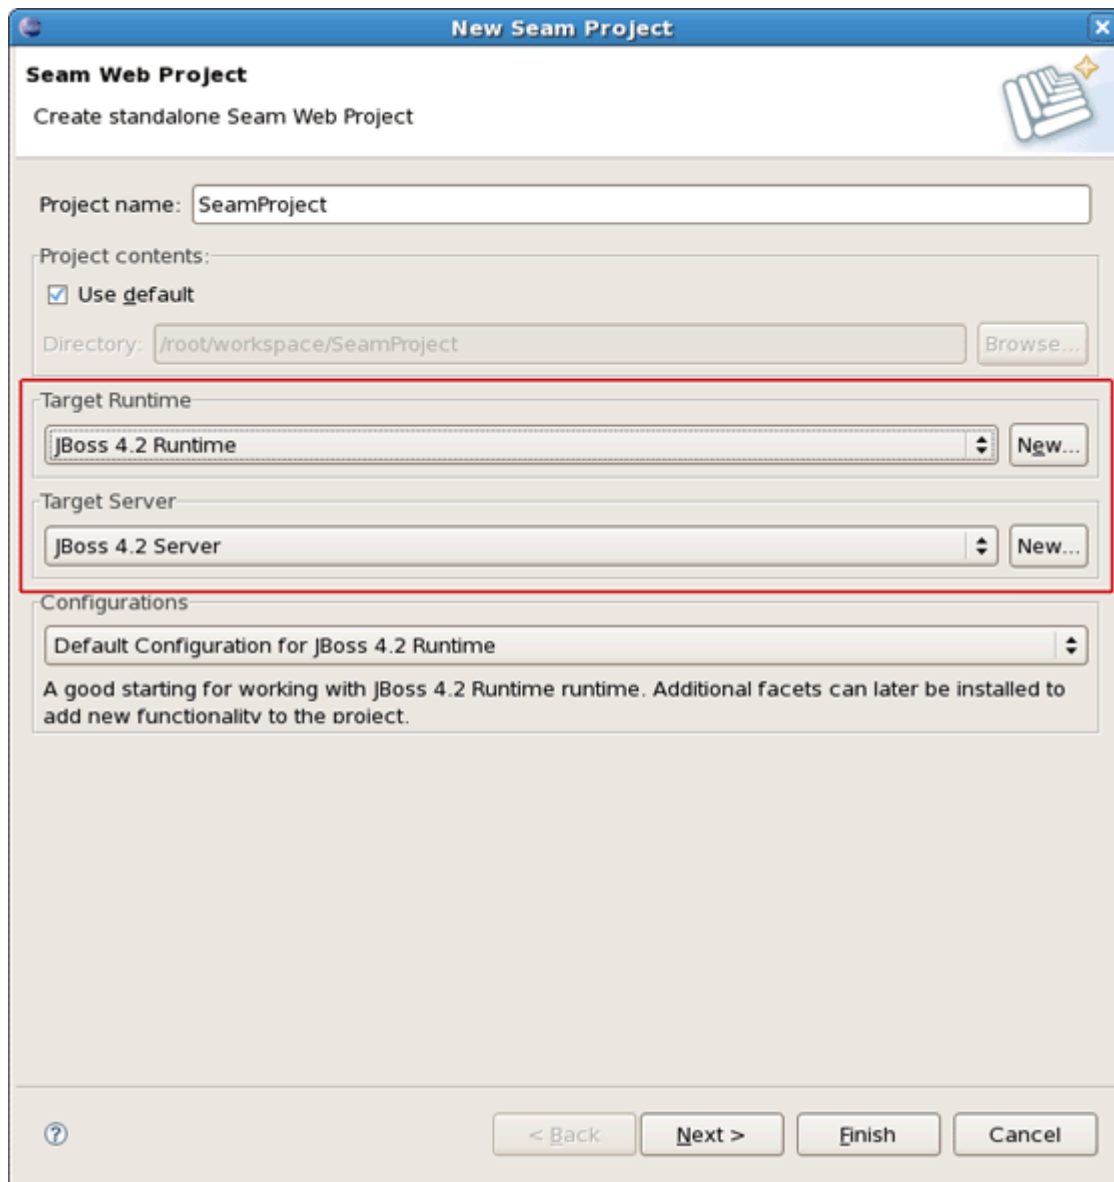 New Seam Project
Seam Web Project
Create standalone Seam Web Project
Project name: SeamProject
Project contents:
Use default
Directory: /root/workspace/SeamProject Browse...
Target Runtime
JBoss 4.2 Runtime New...
Target Server
JBoss 4.2 Server New...
Configurations
Default Configuration for JBoss 4.2 Runtime
A good starting for working with JBoss 4.2 Runtime runtime. Additional facets can later be installed to
add new functionality to the project.
? < Back Next > Finish Cancel